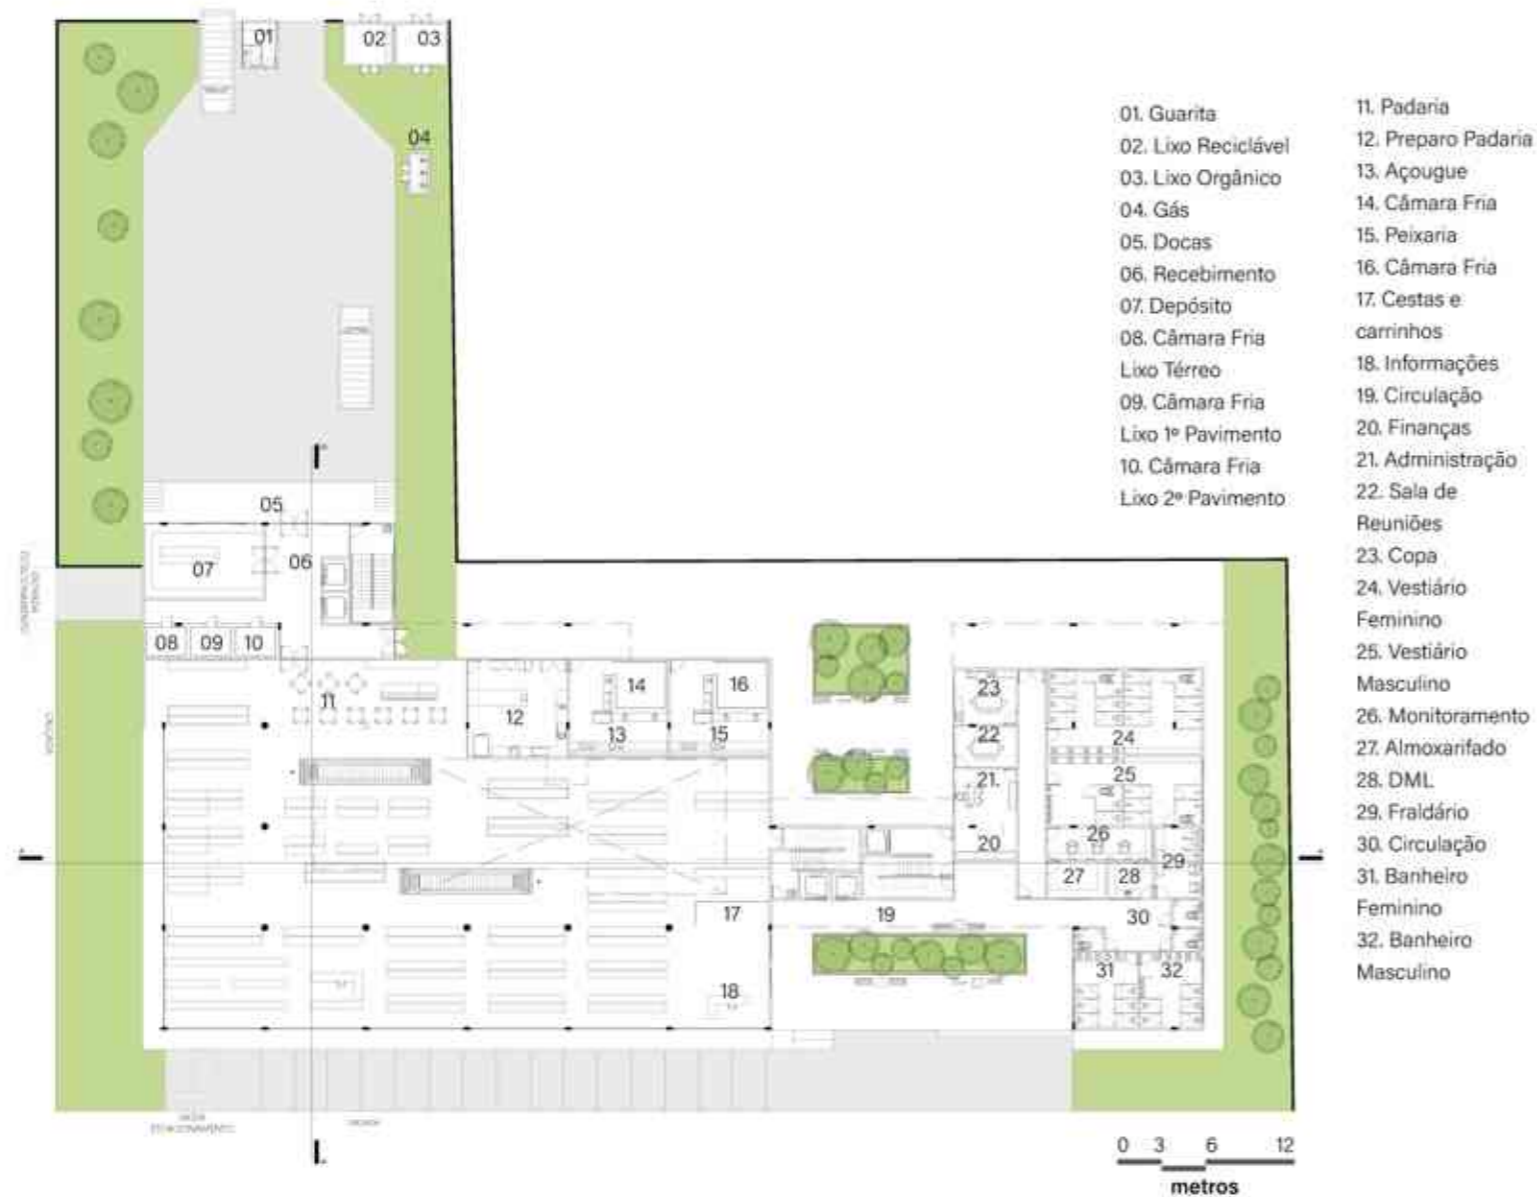 01
02
03
04
05
06
07
08
09
10
11
12
13
14
15
16
17
18
19
20
21.
22
23
24
25
26
27
28
29
30
31
32
01. Guarita
02. Lixo Reciclável
03. Lixo Orgânico
04. Gás
05. Docas
06. Recebimento
07. Depósito
08. Câmara Fria
Lixo Térreo
09. Câmara Fria
Lixo 1º Pavimento
10. Câmara Fria
Lixo 2º Pavimento
11. Padaria
12. Preparo Padaria
13. Açougue
14. Câmara Fria
15. Peixaria
16. Câmara Fria
17. Cestas e
carrinhos
18. Informações
19. Circulação
20. Finanças
21. Administração
22. Sala de
Reuniões
23. Copa
24. Vestiário
Feminino
25. Vestiário
Masculino
26. Monitoramento
27. Almoxarifado
28. DML
29. Fraldário
30. Circulação
31. Banheiro
Feminino
32. Banheiro
Masculino
0 3 6 12
metros